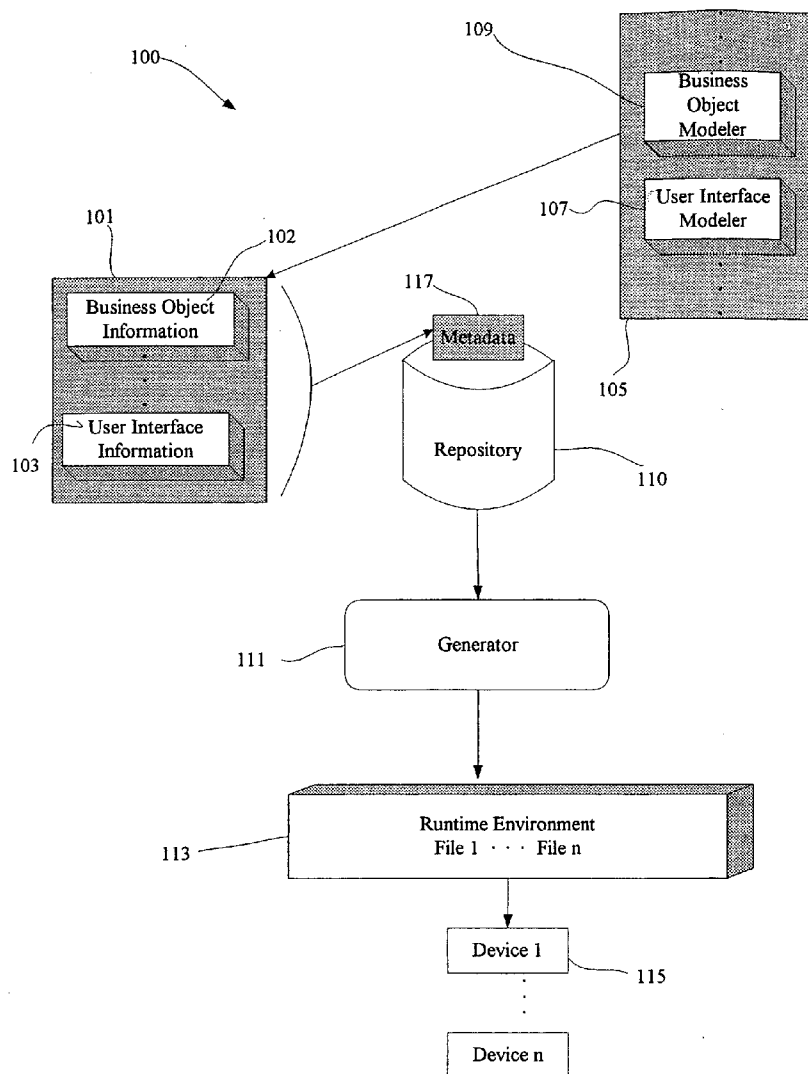 109
100
Business
Object
Modeler
107
User Interface
Modeler
101
102
Business Object
Information
117
Metadata
105
User Interface
Information
103
Repository
110
Generator
111
Runtime Environment
File 1 · · · File n
113
Device 1
115
Device n